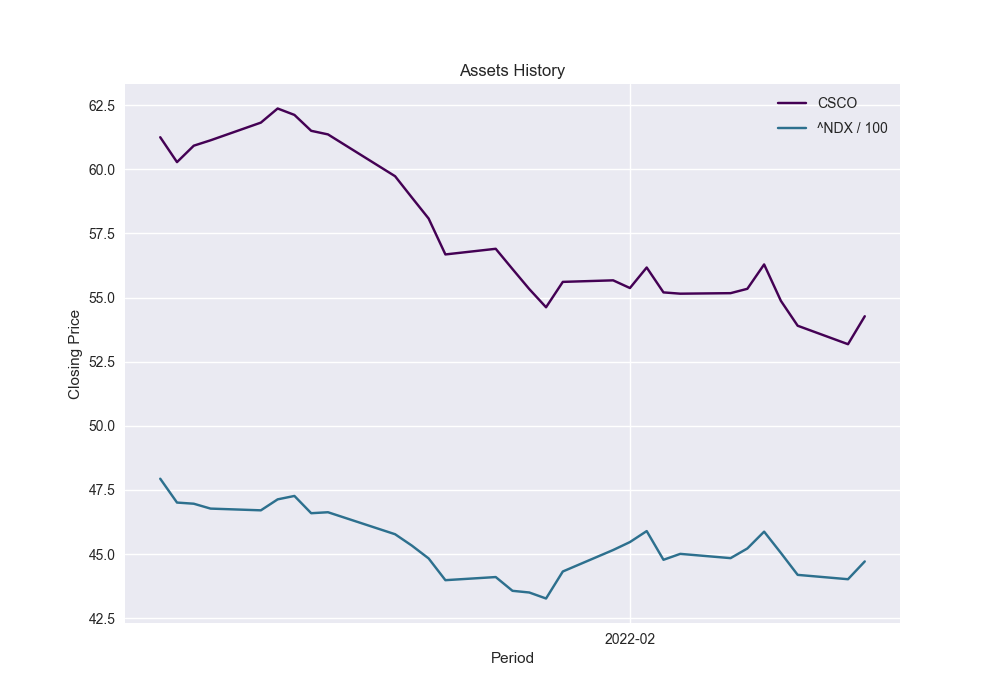 Assets History
CSCO
^NDX / 100
62.5
60.0
57.5
55.0
52.5
50.0
47.5
45.0
42.5
Closing Price
2022-02
Period